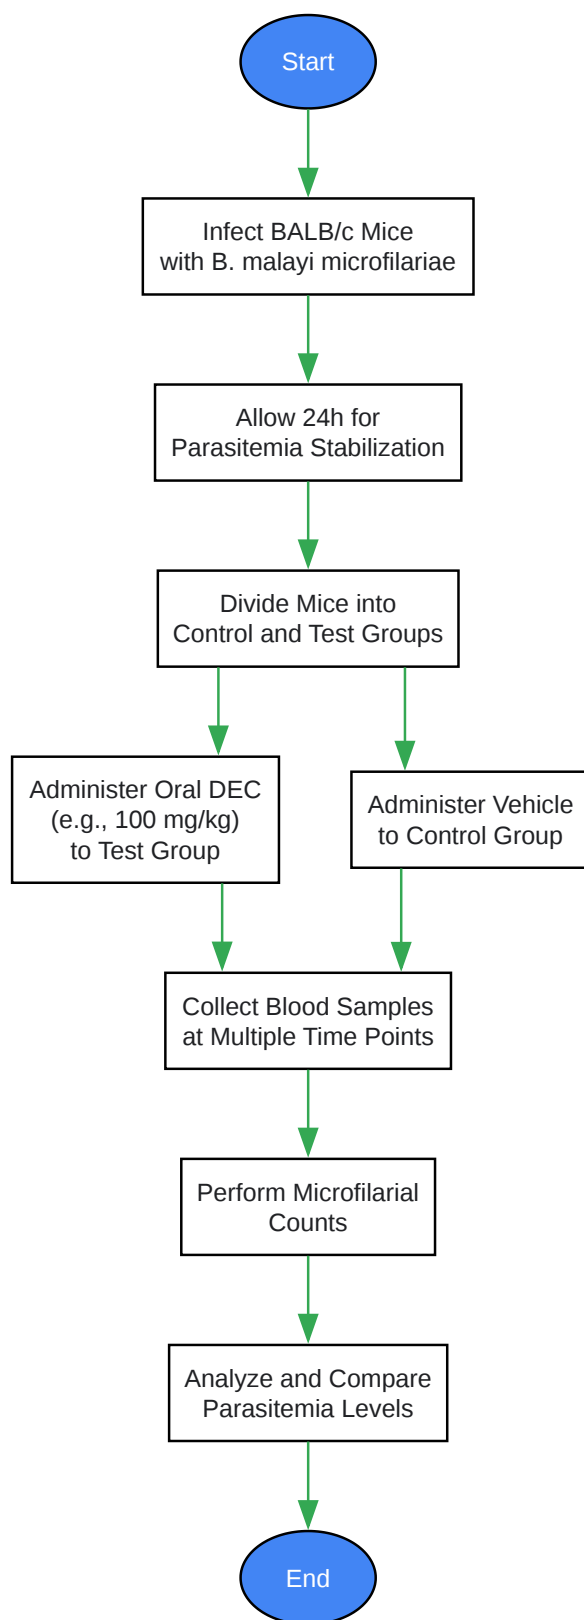 Start
Infect BALB/c Mice
with B. malayi microfilariae
Allow 24h for
Parasitemia Stabilization
Divide Mice into
Control and Test Groups
Administer Oral DEC
(e.g., 100 mg/kg)
to Test Group
Administer Vehicle
to Control Group
Collect Blood Samples
at Multiple Time Points
Perform Microfilarial
Counts
Analyze and Compare
Parasitemia Levels
End